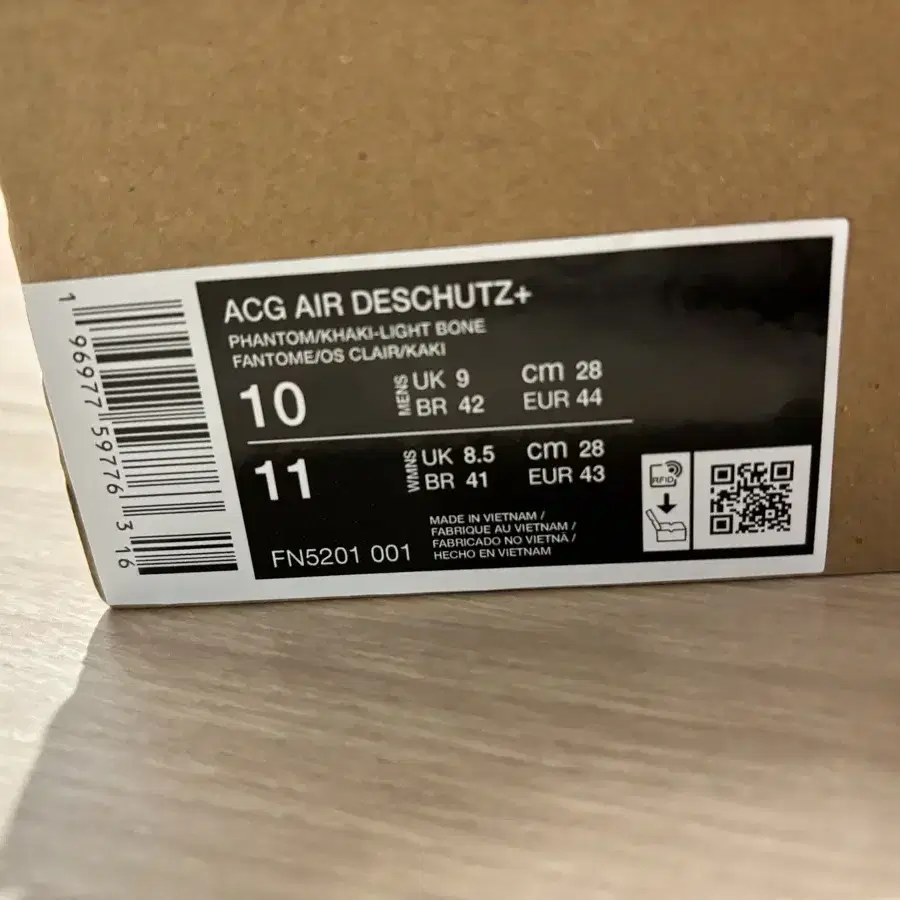 ACG AIR DESCHUTZ+
PHANTOM/KHAKI-LIGHT BONE
FANTOME/OS CLAIR/KAKI
10
MENS
UK 9 cm 28
BR 42 EUR 44
11
WMNS
UK 8.5 cm 28
BR 41 EUR 43
FN5201 001
MADE IN VIETNAM /
FABRIQUE AU VIETNAM /
FABRICADO NO VIETNÃ /
HECHO EN VIETNAM
RFID
1 96977 59776 3 16